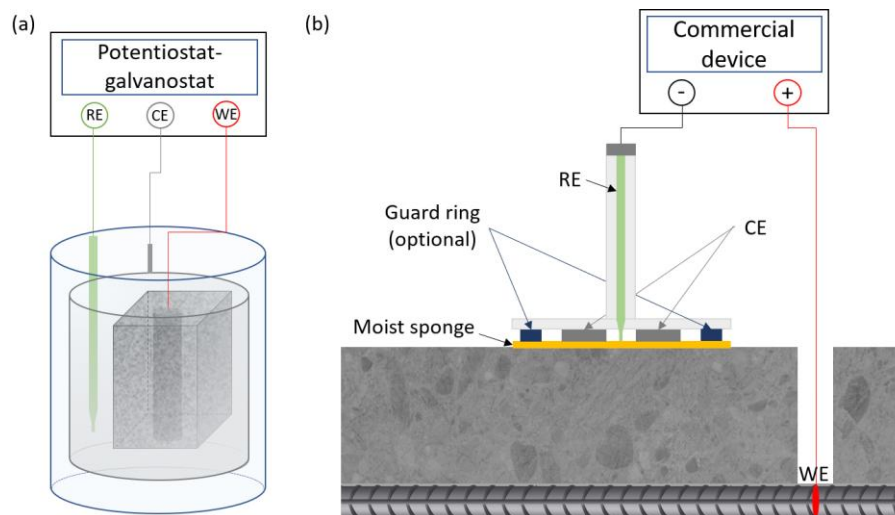 (a)
Potentiostat-
galvanostat
RE
CE
WE
(b)
Commercial
device
-
+
RE
Guard ring
(optional)
CE
Moist sponge
WE